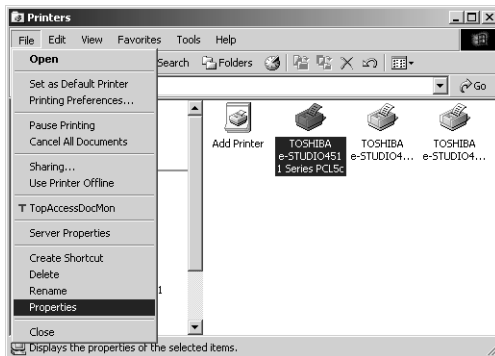 Printers
File Edit View Favorites Tools Help
Search Folders
Go
Open
Set as Default Printer
Printing Preferences...
Pause Printing
Cancel All Documents
Sharing...
Use Printer Offline
TopAccessDocMon
Server Properties
Create Shortcut
Delete
Rename
Properties
Close
1
Add Printer
TOSHIBA
e-STUDIO451
1 Series PCL5c
TOSHIBA
e-STUDIO4...
TOSHIBA
e-STUDIO4...
Displays the properties of the selected items.